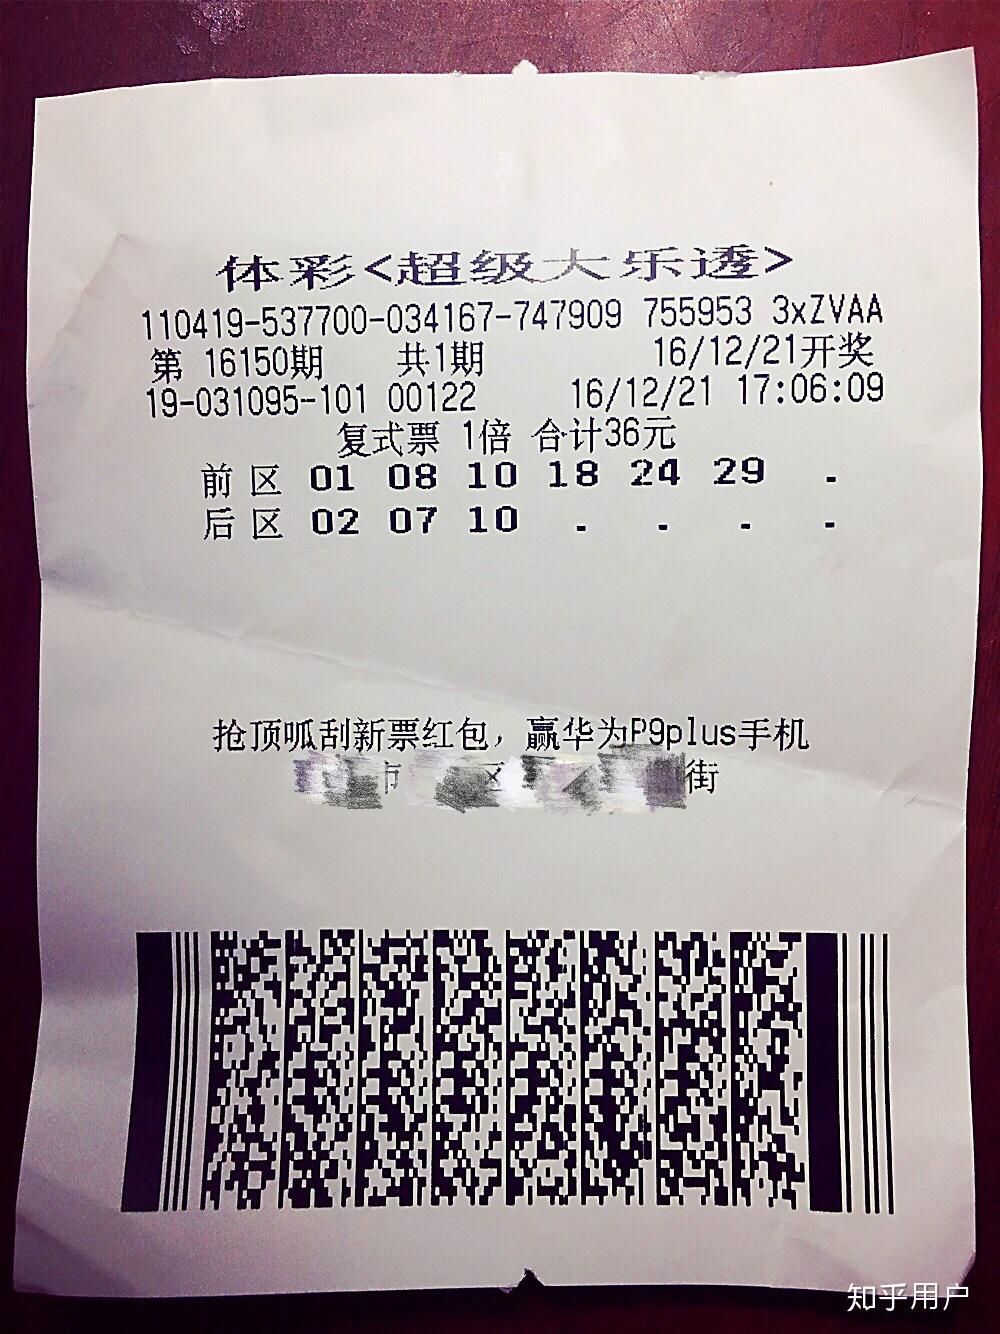 体彩<超级大乐透>
110419-537700-034167-747909 755953 3xZVAA
第 16150期 共1期 16/12/21开奖
19-031095-101 00122 16/12/21 17:06:09
复式票 1倍 合计36元
前区 01 08 10 18 24 29 .
后区 02 07 10 . . . .
抢顶呱刮新票红包，赢华为P9plus手机
市 区 街
知乎用户